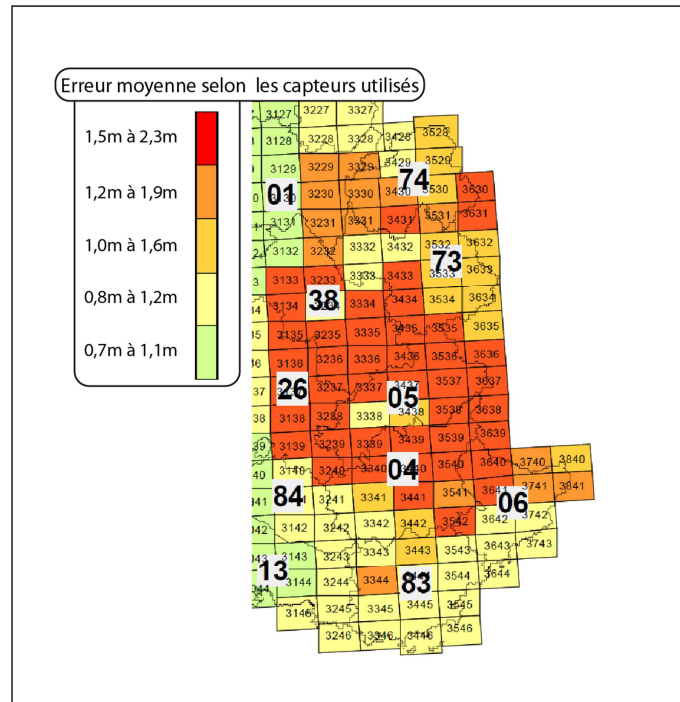 Erreur moyenne selon les capteurs utilisés
1,5m à 2,3m
1,2m à 1,9m
1,0m à 1,6m
0,8m à 1,2m
0,7m à 1,1m
3127 3227 3327
3128 3228 3328 3428 3528
3129 3229 3329 3429 3529
01 3230 3330 3430 74 3530 3630
3131 3231 3331 3431 3531 3631
3132 3232 3332 3432 3532 73 3632
3133 3233 3333 3433 3533 3633
3134 38 3334 3434 3534 3634
3135 3235 3335 3435 3535 3635
3136 3236 3336 3436 3536 3636
26 3237 3337 3437 05 3537 3637
3138 3238 3338 3438 3538 3638
3139 3239 3339 3439 3539 3639
3140 3240 3340 04 3540 3640 3740 3840
84 3241 3341 3441 3541 3641 06 3741 3841
3142 3242 3342 3442 3542 3642 3742
13 3143 3243 3343 3443 3543 3643 3743
3144 3244 3344 83 3544 3644
3145 3245 3345 3445 3545
3246 3346 3446 3546